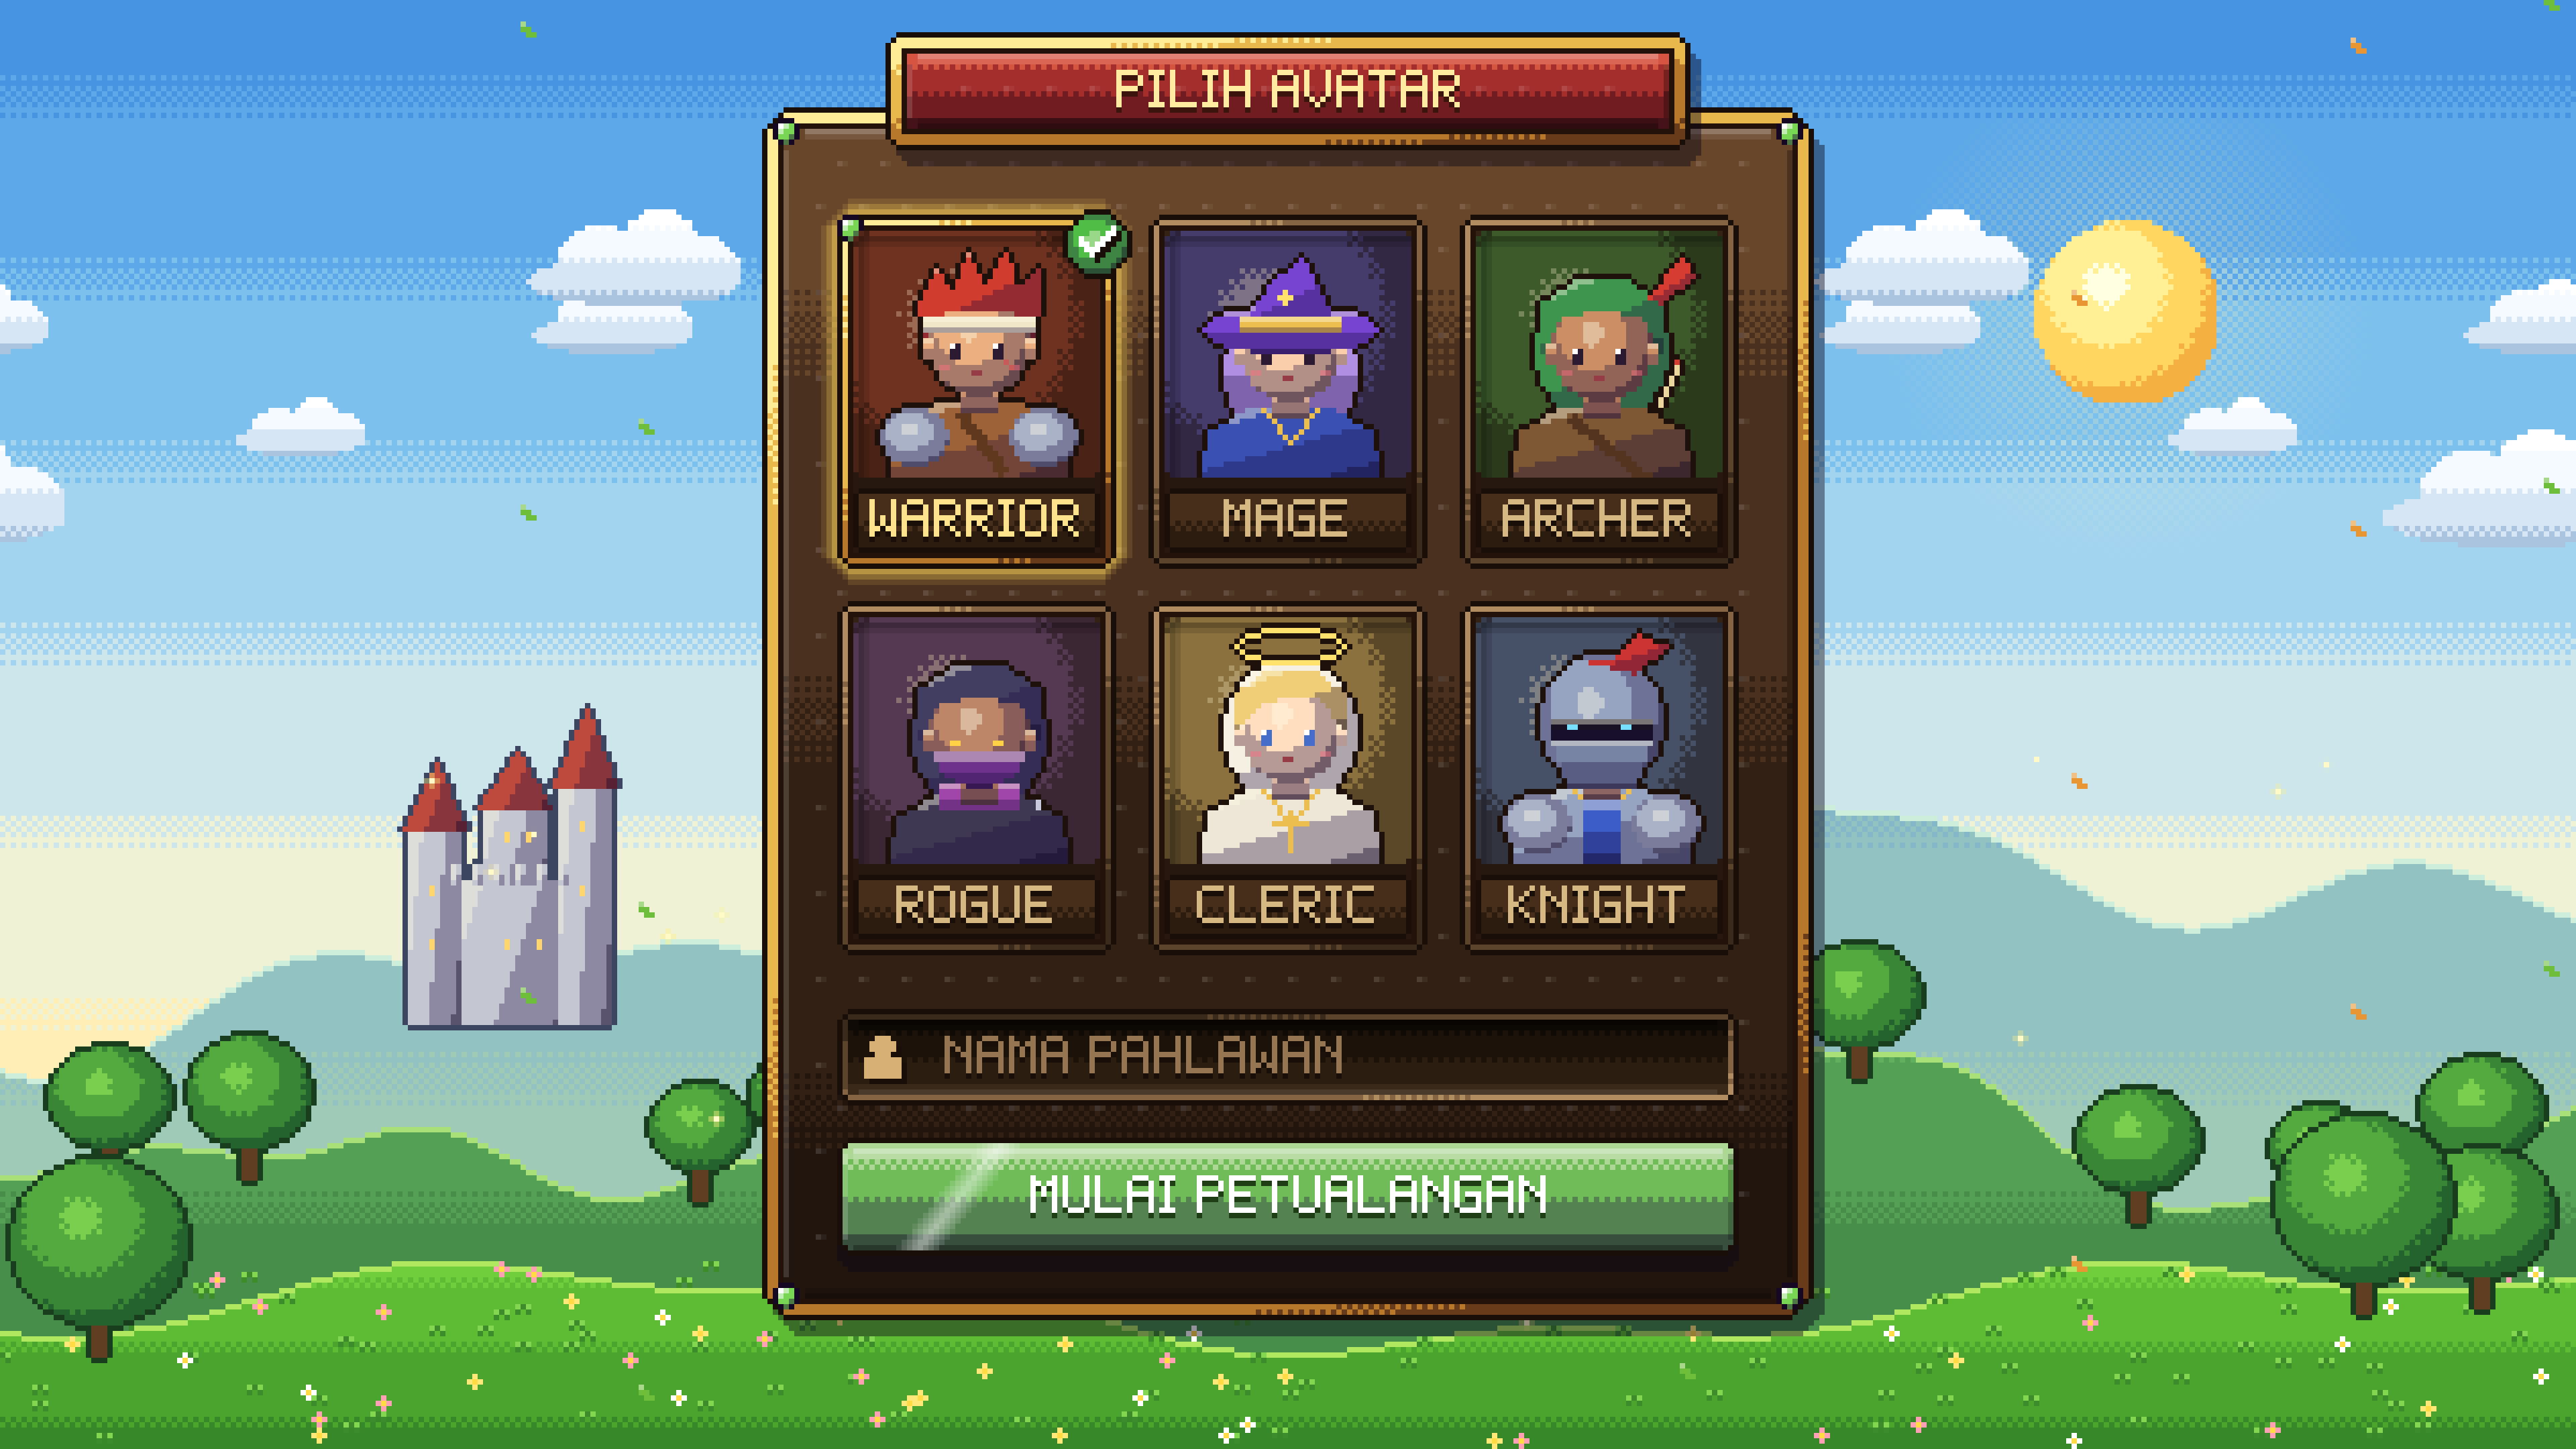 PILIH AVATAR
WARRIOR
MAGE
ARCHER
ROGUE
CLERIC
KNIGHT
NAMA PAHLAWAN
MULAI PETUALANGAN